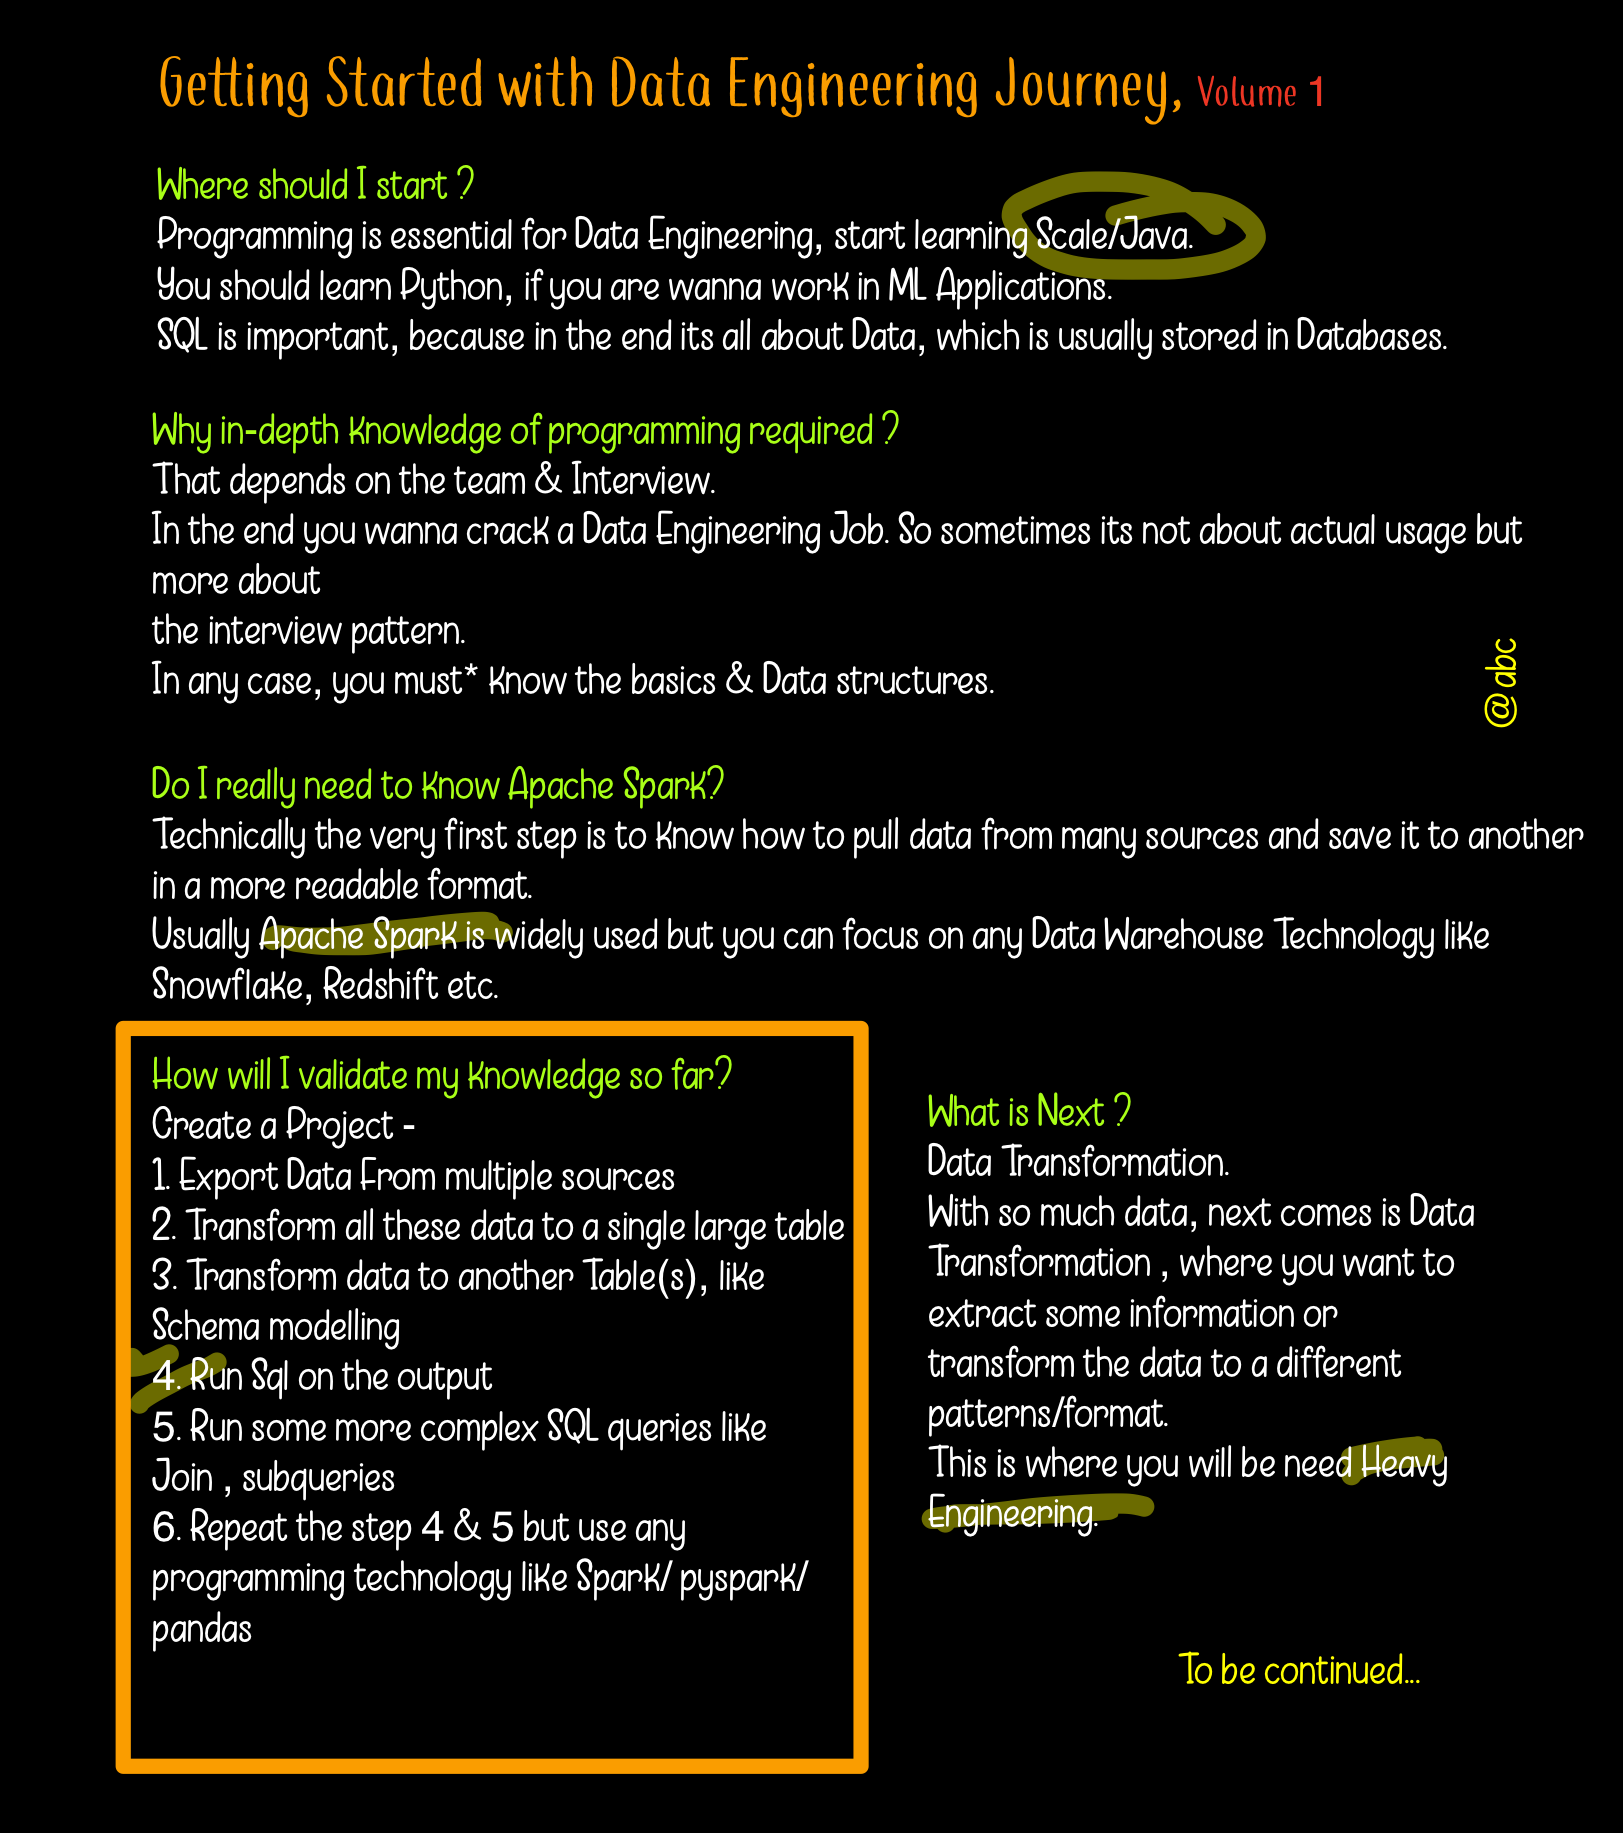 Getting Started with Data Engineering Journey, Volume 1
Where should I start ?
Programming is essential for Data Engineering, start learning Scale/Java.
You should learn Python, if you are wanna work in ML Applications.
SQL is important, because in the end its all about Data, which is usually stored in Databases.
Why in-depth knowledge of programming required ?
That depends on the team & Interview.
In the end you wanna crack a Data Engineering Job. So sometimes its not about actual usage but
more about
the interview pattern.
In any case, you must* know the basics & Data structures.
@abc
Do I really need to know Apache Spark?
Technically the very first step is to know how to pull data from many sources and save it to another
in a more readable format.
Usually Apache Spark is widely used but you can focus on any Data Warehouse Technology like
Snowflake, Redshift etc.
How will I validate my knowledge so far?
Create a Project -
1. Export Data From multiple sources
2. Transform all these data to a single large table
3. Transform data to another Table(s), like
Schema modelling
4. Run Sql on the output
5. Run some more complex SQL queries like
Join , subqueries
6. Repeat the step 4 & 5 but use any
programming technology like Spark/ pyspark/
pandas
What is Next ?
Data Transformation.
With so much data, next comes is Data
Transformation , where you want to
extract some information or
transform the data to a different
patterns/format.
This is where you will be need Heavy
Engineering.
To be continued...